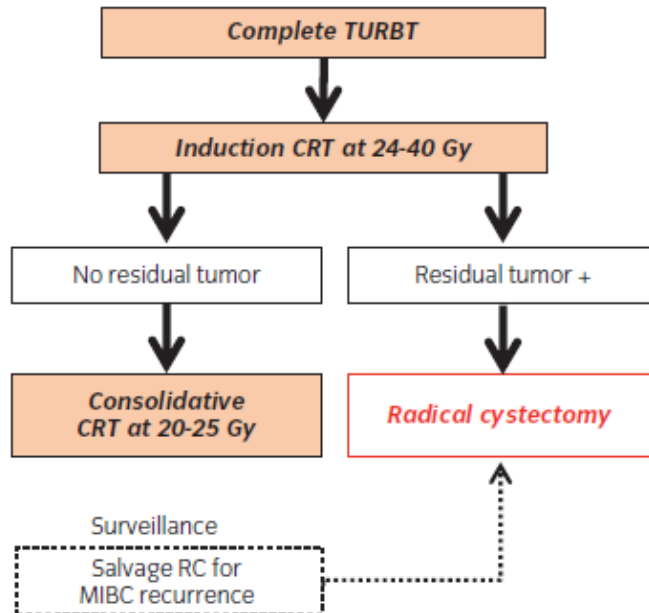 Complete TURBT
Induction CRT at 24-40 Gy
No residual tumor
Residual tumor +
Consolidative
CRT at 20-25 Gy
Radical cystectomy
Surveillance
Salvage RC for
MIBC recurrence